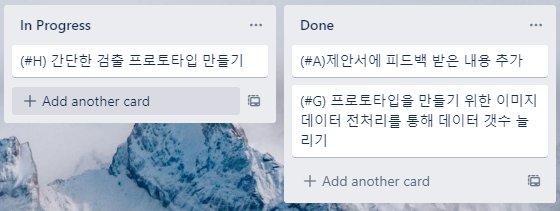 In Progress
(#H) 간단한 검출 프로토타입 만들기
Add another card
Done
(#A)제안서에 피드백 받은 내용 추가
(#G) 프로토타입을 만들기 위한 이미지
데이터 전처리를 통해 데이터 갯수 늘
리기
Add another card